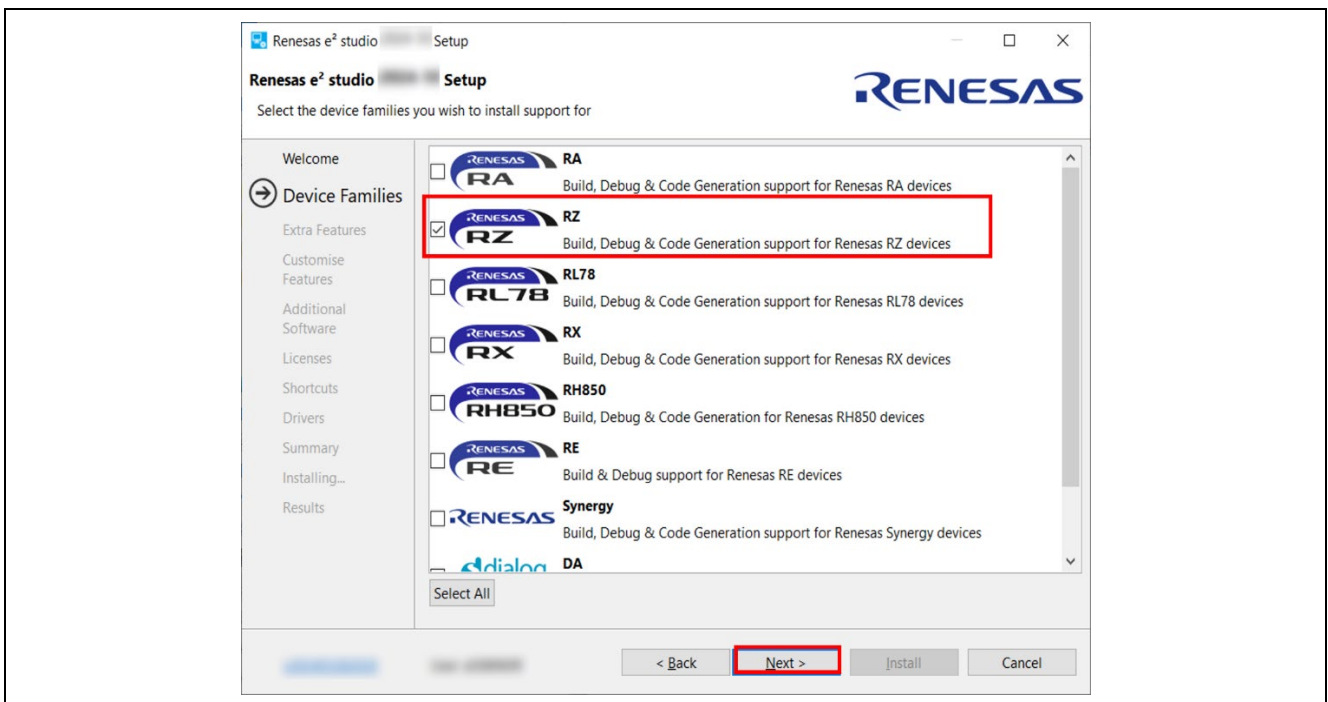 Renesas e² studio Setup
Renesas e² studio Setup
RENESAS
Select the device families you wish to install support for
Welcome
Device Families
Extra Features
Customise
Features
Additional
Software
Licenses
Shortcuts
Drivers
Summary
Installing...
Results
RENESAS
RA
RA
Build, Debug & Code Generation support for Renesas RA devices
RENESAS
RZ
RZ
Build, Debug & Code Generation support for Renesas RZ devices
RENESAS
RL78
RL78
Build, Debug & Code Generation support for Renesas RL78 devices
RENESAS
RX
RX
Build, Debug & Code Generation support for Renesas RX devices
RENESAS
RH850
RH850
Build, Debug & Code Generation for Renesas RH850 devices
RENESAS
RE
RE
Build & Debug support for Renesas RE devices
RENESAS
Synergy
Build, Debug & Code Generation support for Renesas Synergy devices
dialog
DA
Select All
< Back
Next >
Install
Cancel